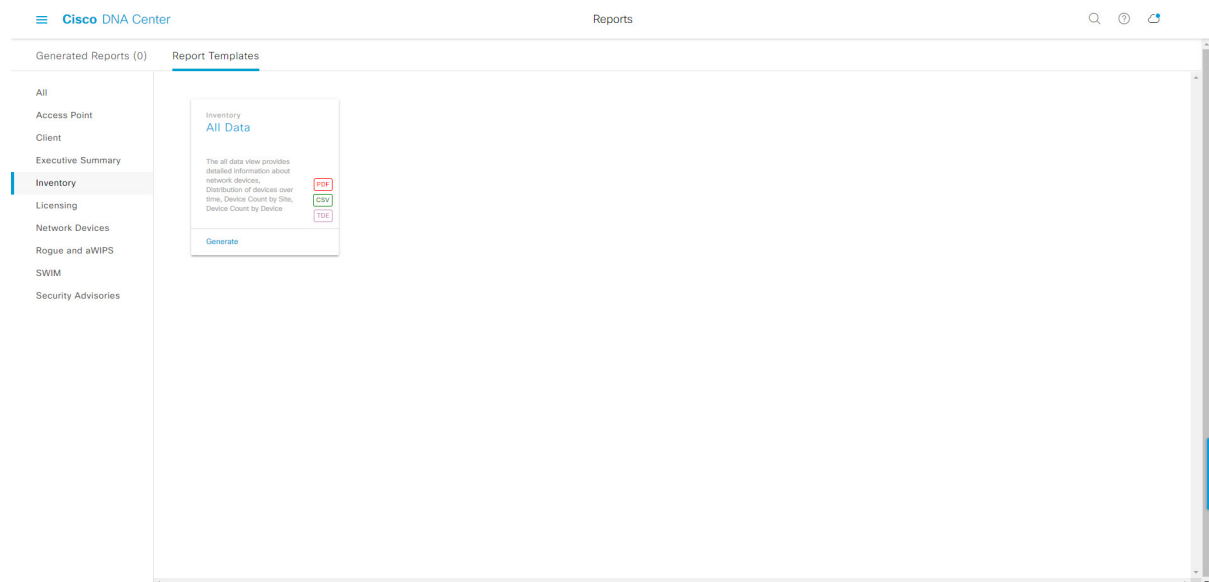 Cisco DNA Center
Reports
Generated Reports (0)
Report Templates
All
Access Point
Client
Executive Summary
Inventory
Licensing
Network Devices
Rogue and aWIPS
SWIM
Security Advisories
Inventory
All Data
The all data view provides
detailed information about
network devices,
Distribution of devices over
time, Device Count by Site,
Device Count by Device
PDF
CSV
TDE
Generate